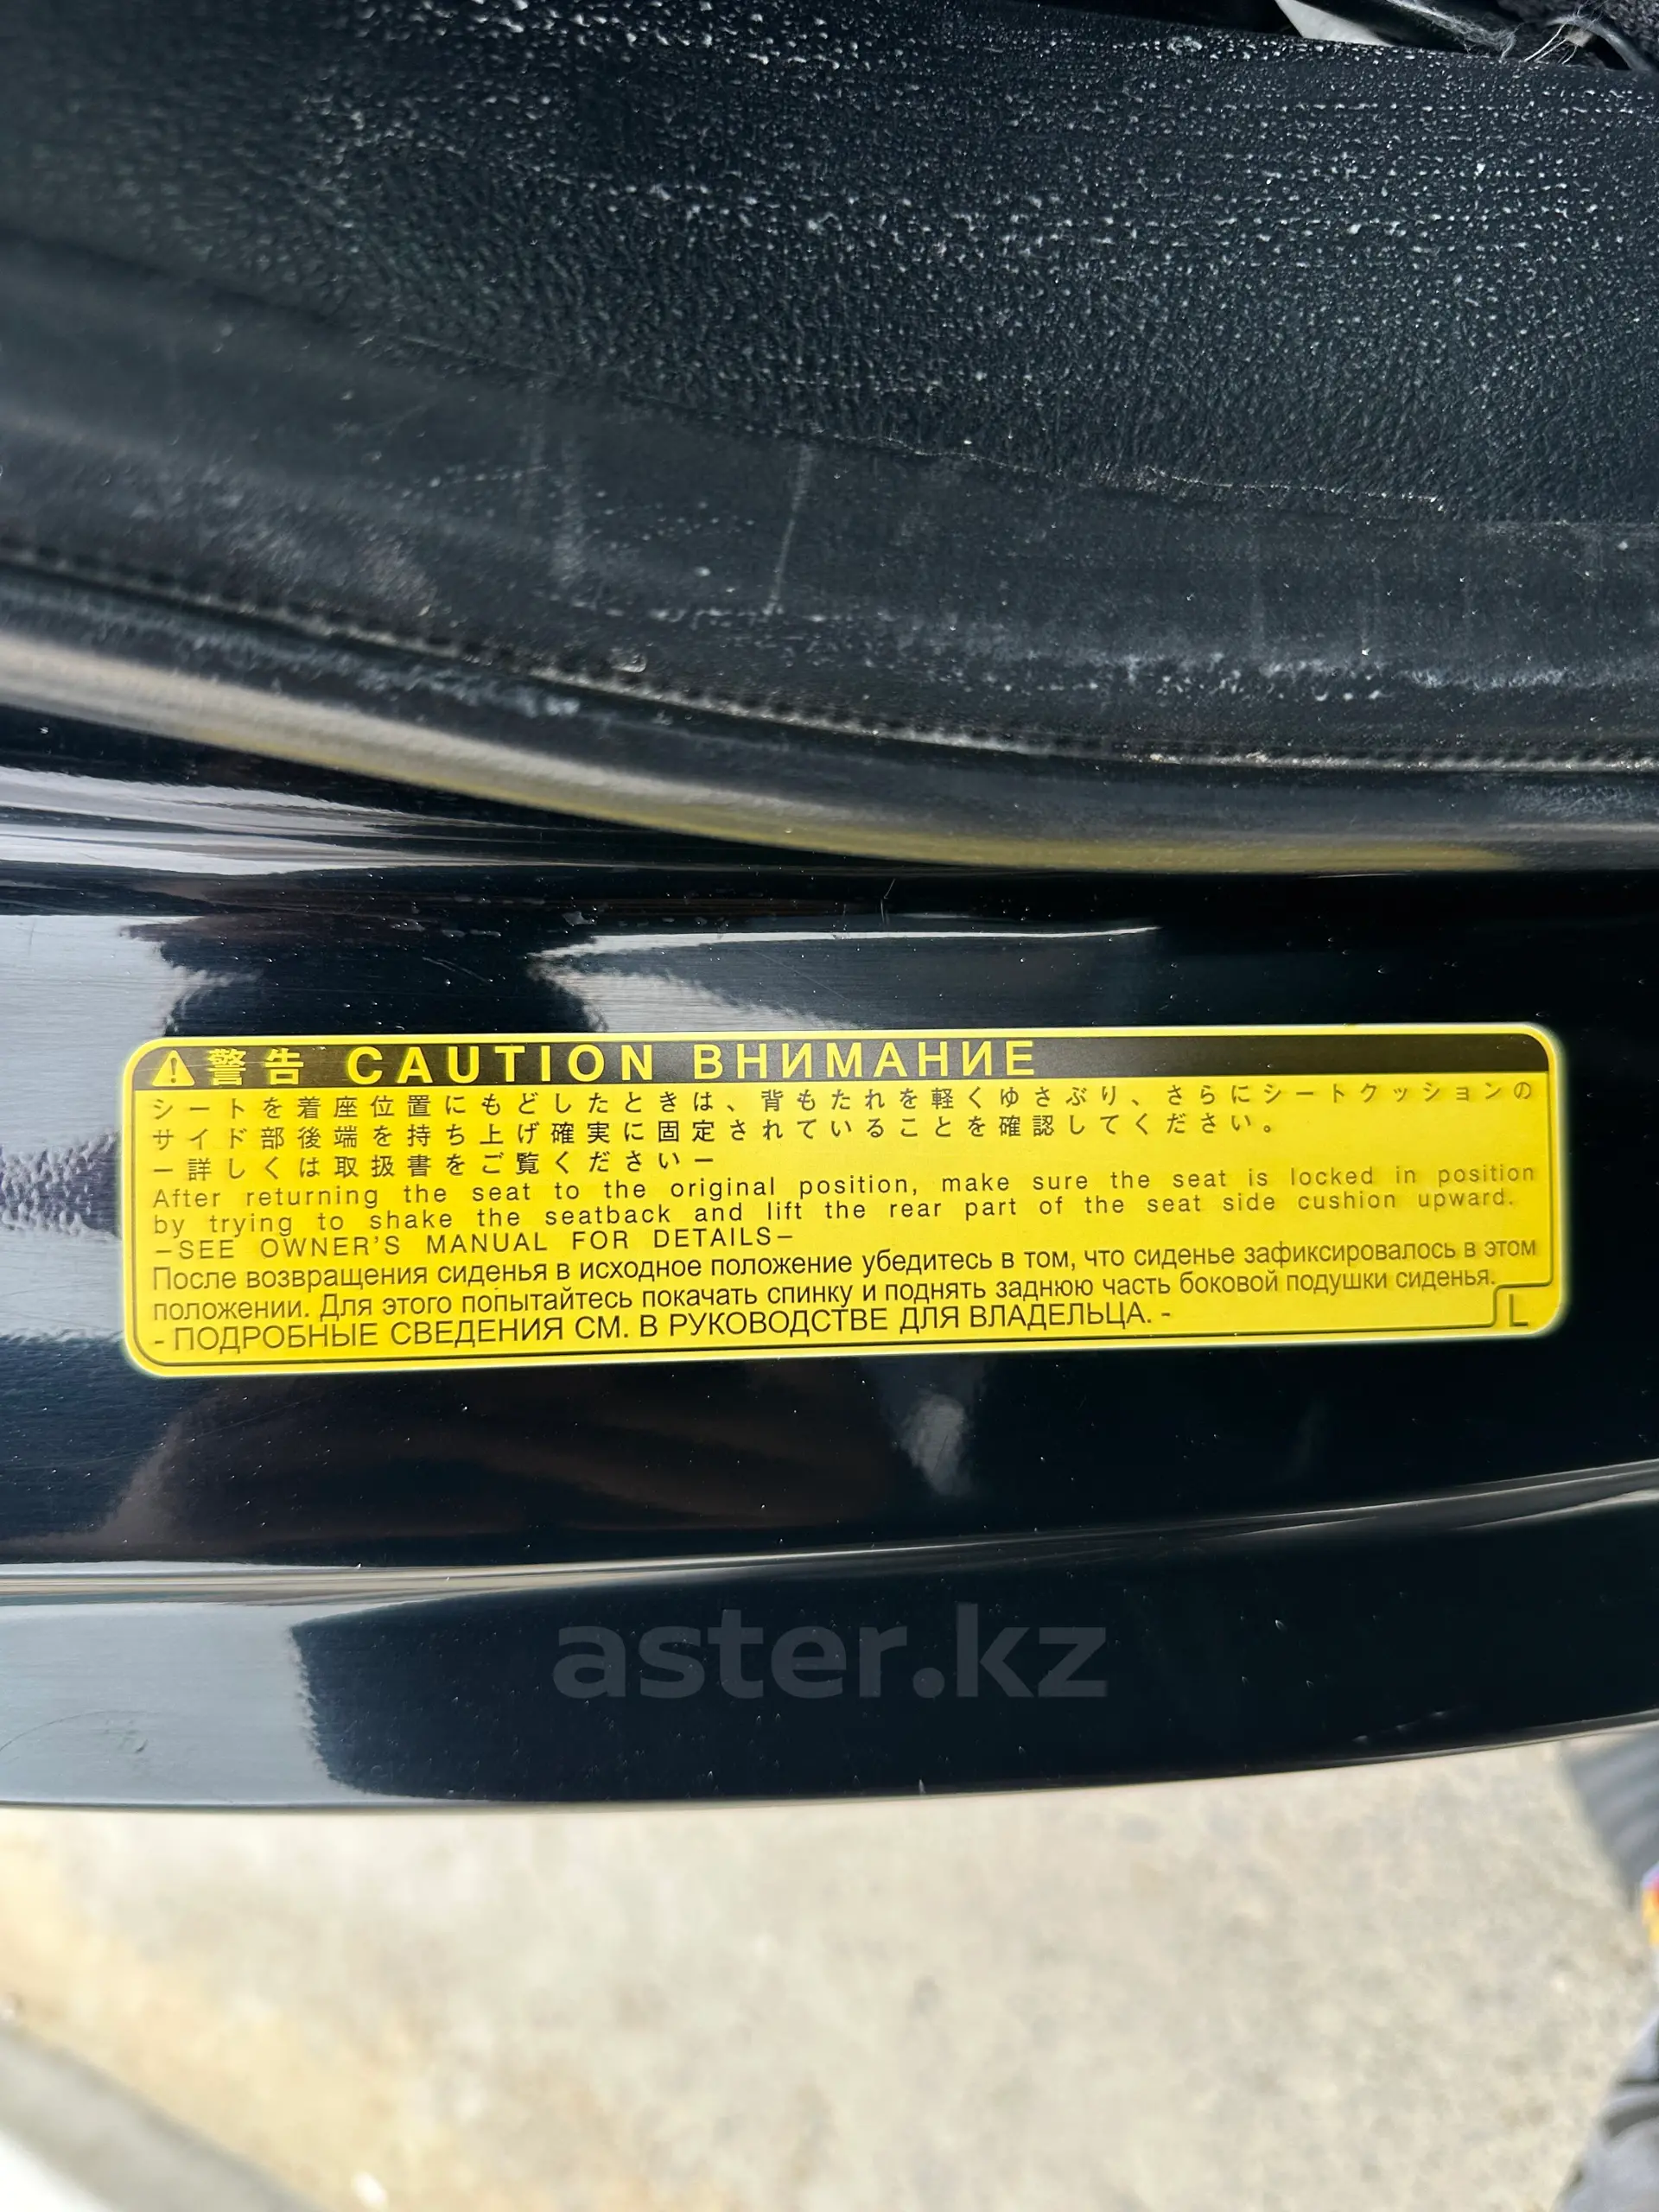 警告 CAUTION ВНИМАНИЕ
シートを着座位置にもどしたときは、背もたれを軽くゆさぶり、さらにシートクッションの
サイド部後端を持ち上げ確実に固定されていることを確認してください。
ー詳しくは取扱書をご覧くださいー
After returning the seat to the original position, make sure the seat is locked in position
by trying to shake the seatback and lift the rear part of the seat side cushion upward.
–SEE OWNER'S MANUAL FOR DETAILS–
После возвращения сиденья в исходное положение убедитесь в том, что сиденье зафиксировалось в этом
положении. Для этого попытайтесь покачать спинку и поднять заднюю часть боковой подушки сиденья.
- ПОДРОБНЫЕ СВЕДЕНИЯ СМ. В РУКОВОДСТВЕ ДЛЯ ВЛАДЕЛЬЦА. -
L
aster.kz